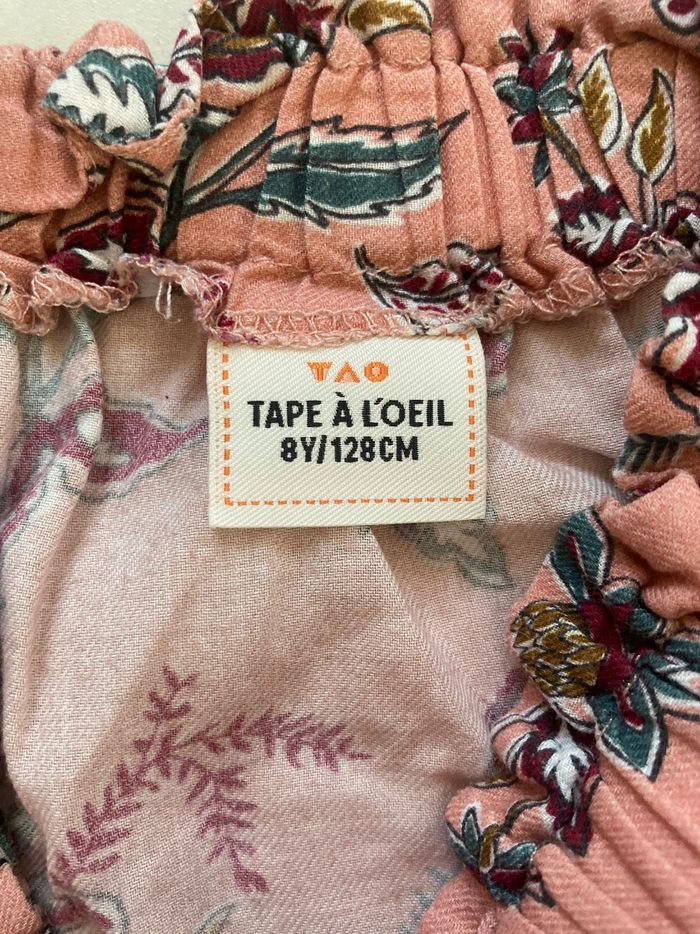 TAO
TAPE À L'OEIL
8Y/128CM